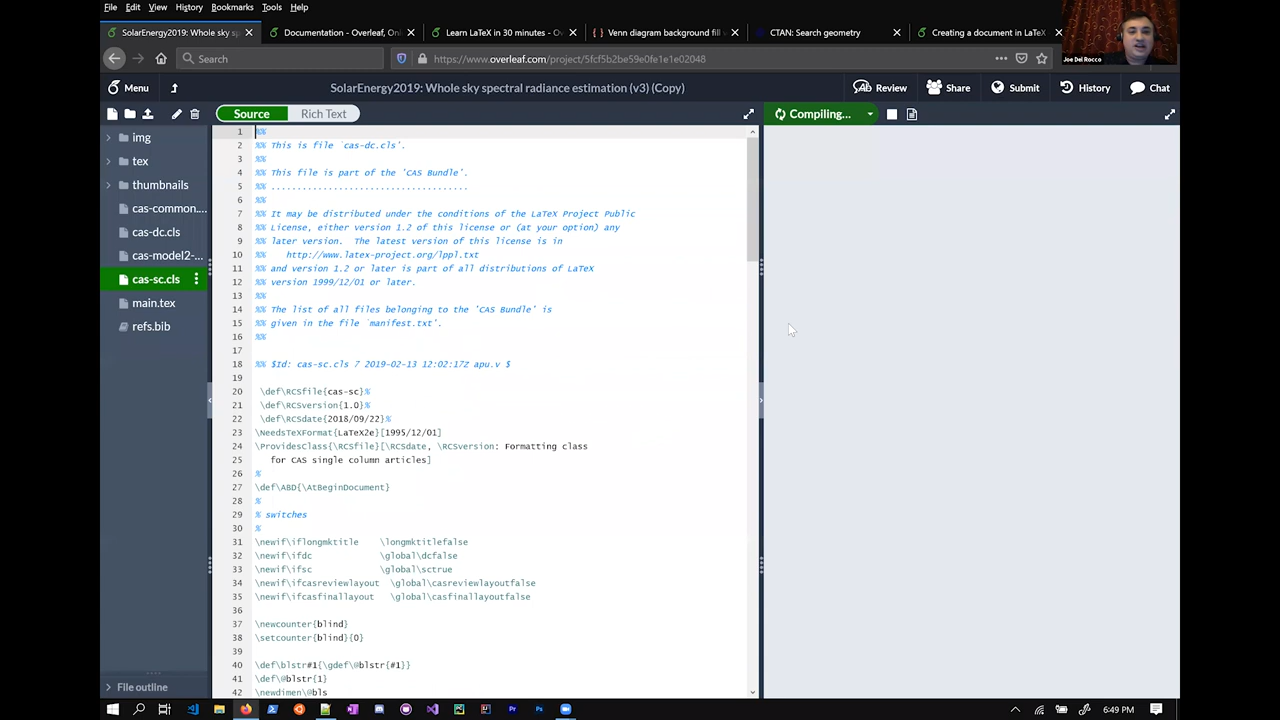 File Edit View History Bookmarks Tools Help
SolarEnergy2019: Whole sky sp
Documentation - Overleaf, Onl
Learn LaTeX in 30 minutes - Ov
Venn diagram background fill w
CTAN: Search geometry
Creating a document in LaTeX
Joe Del Rocco
Search
https://www.overleaf.com/project/5fcf5b2be59e0fe1e1e02048
Menu
SolarEnergy2019: Whole sky spectral radiance estimation (v3) (Copy)
Review
Share
Submit
History
Chat
Source
Rich Text
Compiling...
img
tex
thumbnails
cas-common....
cas-dc.cls
cas-model2-...
cas-sc.cls
main.tex
refs.bib
File outline
1 %%
2 %% This is file `cas-dc.cls'.
3 %%
4 %% This file is part of the 'CAS Bundle'.
5 %% ......................................
6 %%
7 %% It may be distributed under the conditions of the LaTeX Project Public
8 %% License, either version 1.2 of this license or (at your option) any
9 %% later version. The latest version of this license is in
10 %% http://www.latex-project.org/lppl.txt
11 %% and version 1.2 or later is part of all distributions of LaTeX
12 %% version 1999/12/01 or later.
13 %%
14 %% The list of all files belonging to the 'CAS Bundle' is
15 %% given in the file `manifest.txt'.
16 %%
17
18 %% $Id: cas-sc.cls 7 2019-02-13 12:02:17Z apu.v $
19
20 \def\RCSfile{cas-sc}%
21 \def\RCSversion{1.0}%
22 \def\RCSdate{2018/09/22}%
23 \NeedsTeXFormat{LaTeX2e}[1995/12/01]
24 \ProvidesClass{\RCSfile}[\RCSdate, \RCSversion: Formatting class
25 for CAS single column articles]
26 %
27 \def\ABD{\AtBeginDocument}
28 %
29 % switches
30 %
31 \newif\iflongmktitle \longmktitlefalse
32 \newif\ifdc \global\dcfalse
33 \newif\ifsc \global\sctrue
34 \newif\ifcasreviewlayout \global\casreviewlayoutfalse
35 \newif\ifcasfinallayout \global\casfinallayoutfalse
36
37 \newcounter{blind}
38 \setcounter{blind}{0}
39
40 \def\blstr#1{\gdef\@blstr{#1}}
41 \def\@blstr{1}
42 \newdimen\@bls
6:49 PM